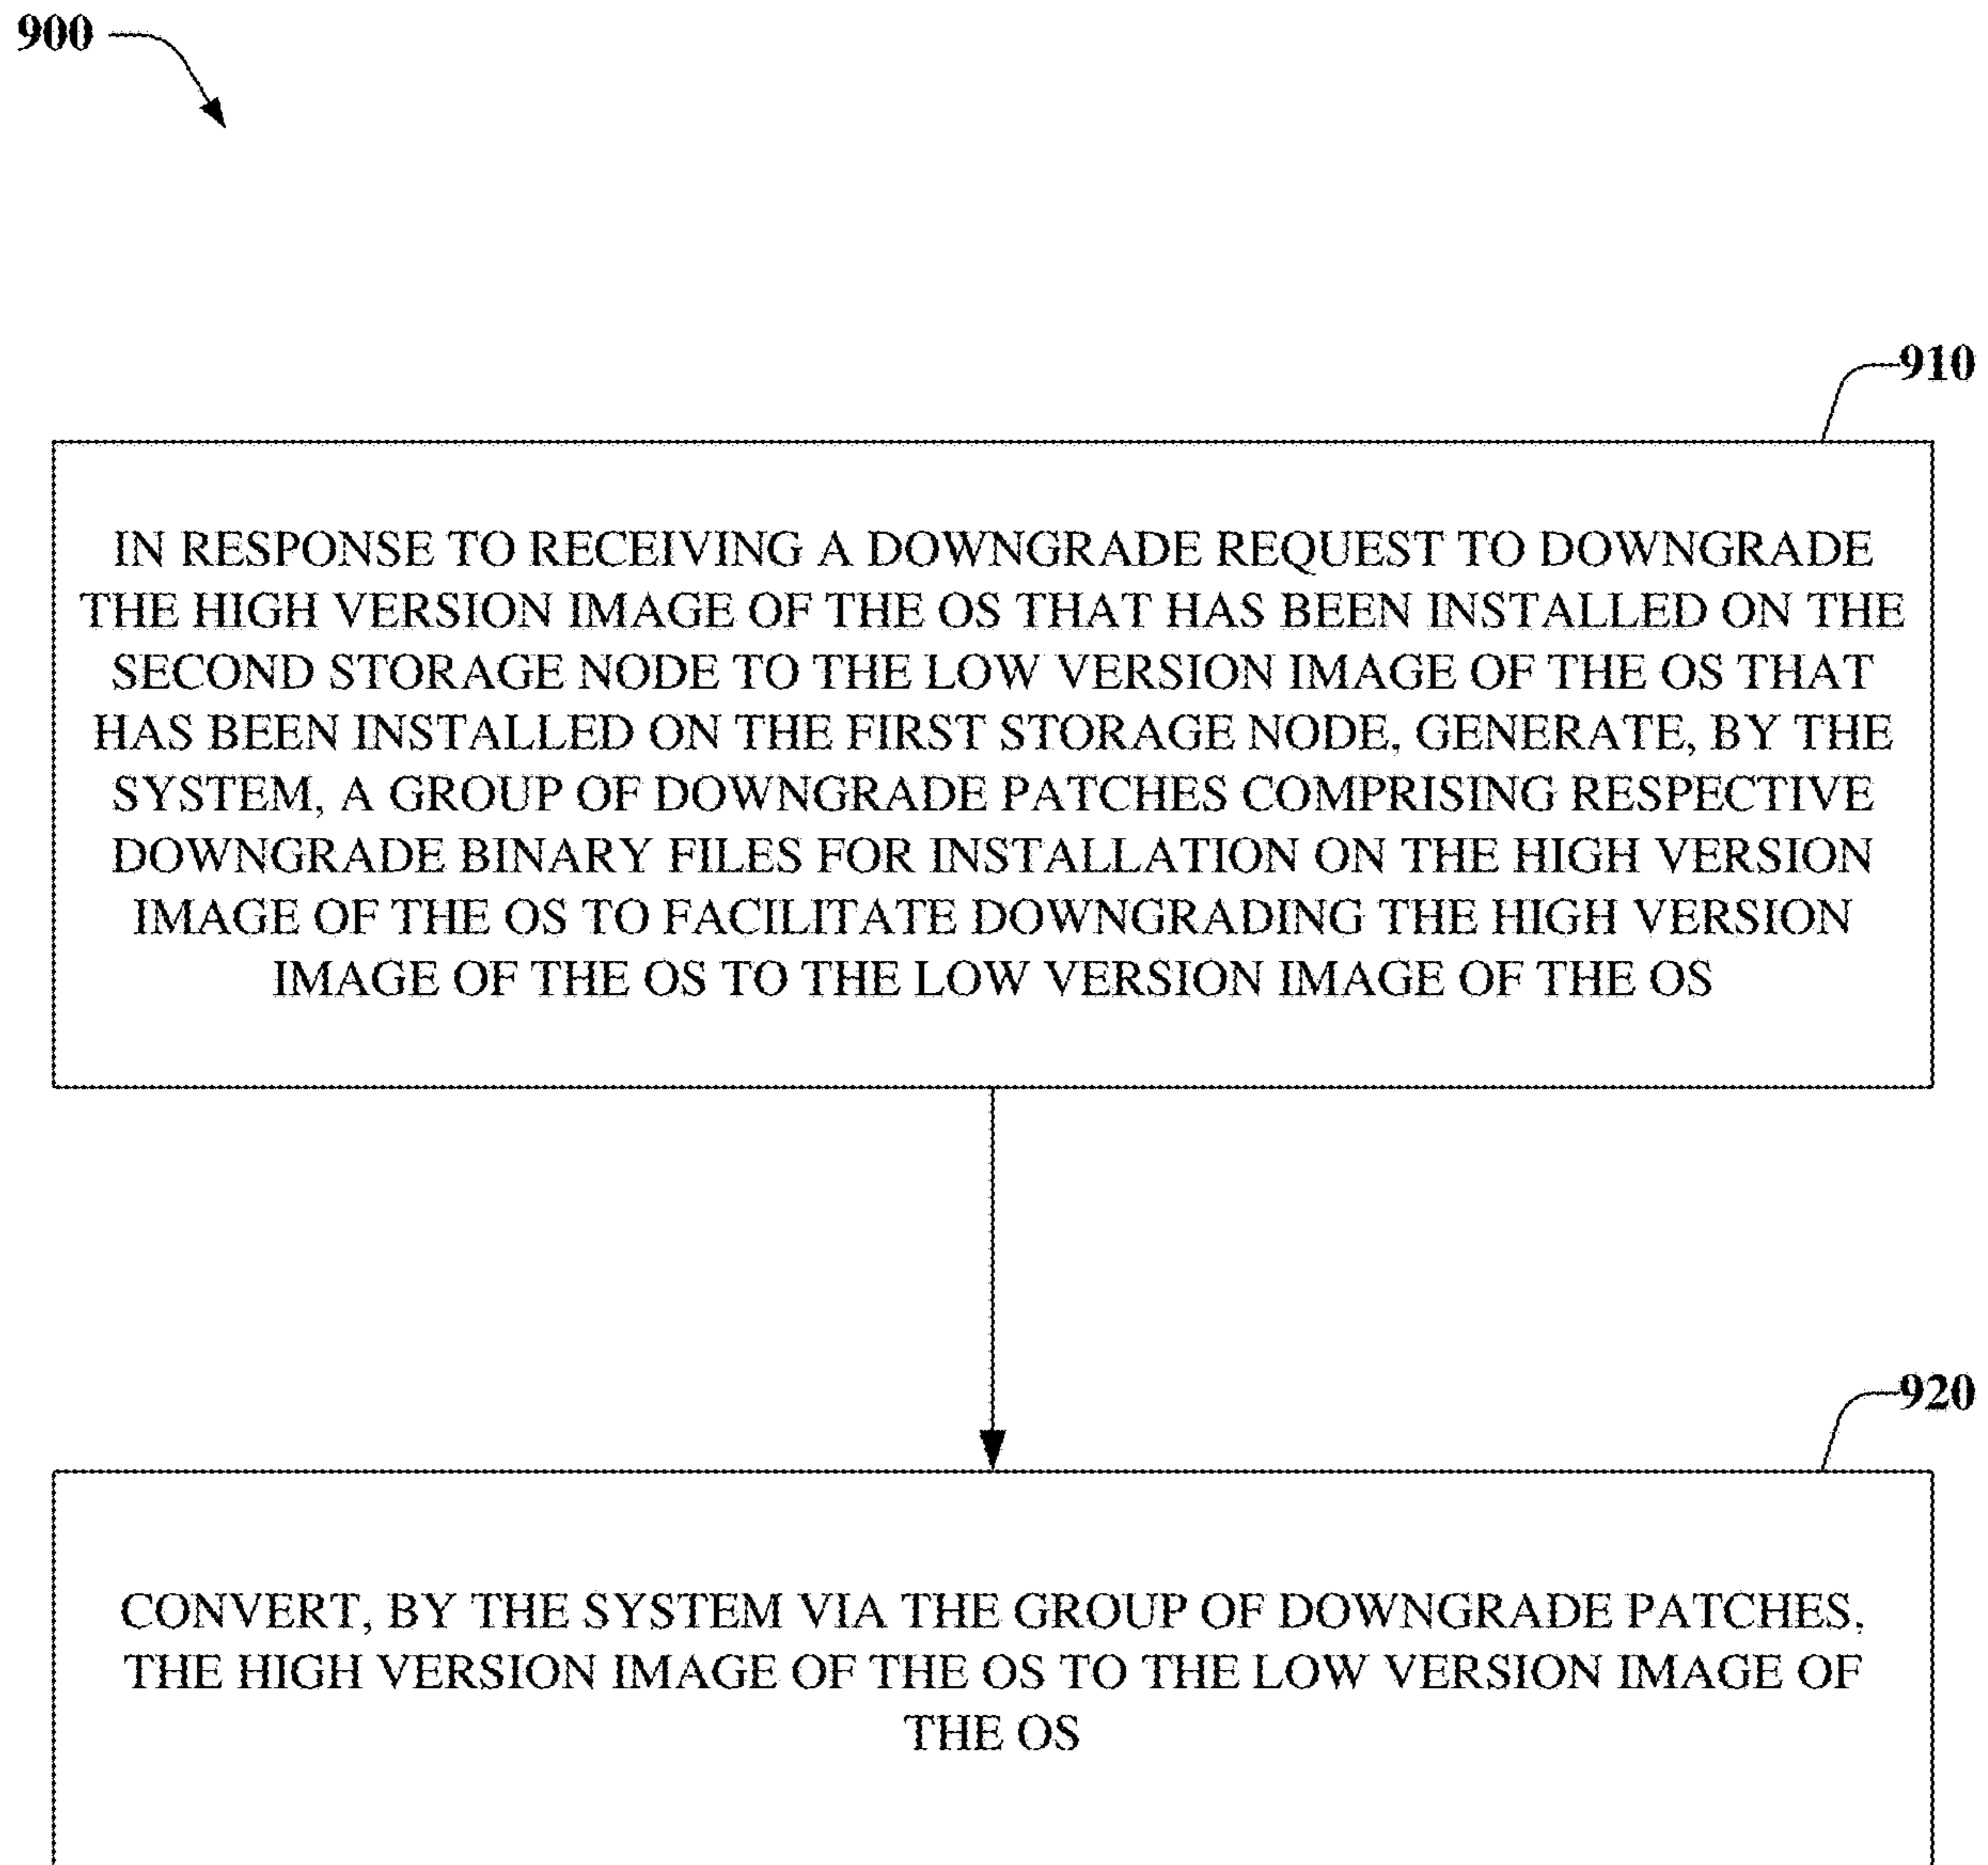 900
910
IN RESPONSE TO RECEIVING A DOWNGRADE REQUEST TO DOWNGRADE
THE HIGH VERSION IMAGE OF THE OS THAT HAS BEEN INSTALLED ON THE
SECOND STORAGE NODE TO THE LOW VERSION IMAGE OF THE OS THAT
HAS BEEN INSTALLED ON THE FIRST STORAGE NODE, GENERATE, BY THE
SYSTEM, A GROUP OF DOWNGRADE PATCHES COMPRISING RESPECTIVE
DOWNGRADE BINARY FILES FOR INSTALLATION ON THE HIGH VERSION
IMAGE OF THE OS TO FACILITATE DOWNGRADING THE HIGH VERSION
IMAGE OF THE OS TO THE LOW VERSION IMAGE OF THE OS
920
CONVERT, BY THE SYSTEM VIA THE GROUP OF DOWNGRADE PATCHES,
THE HIGH VERSION IMAGE OF THE OS TO THE LOW VERSION IMAGE OF
THE OS